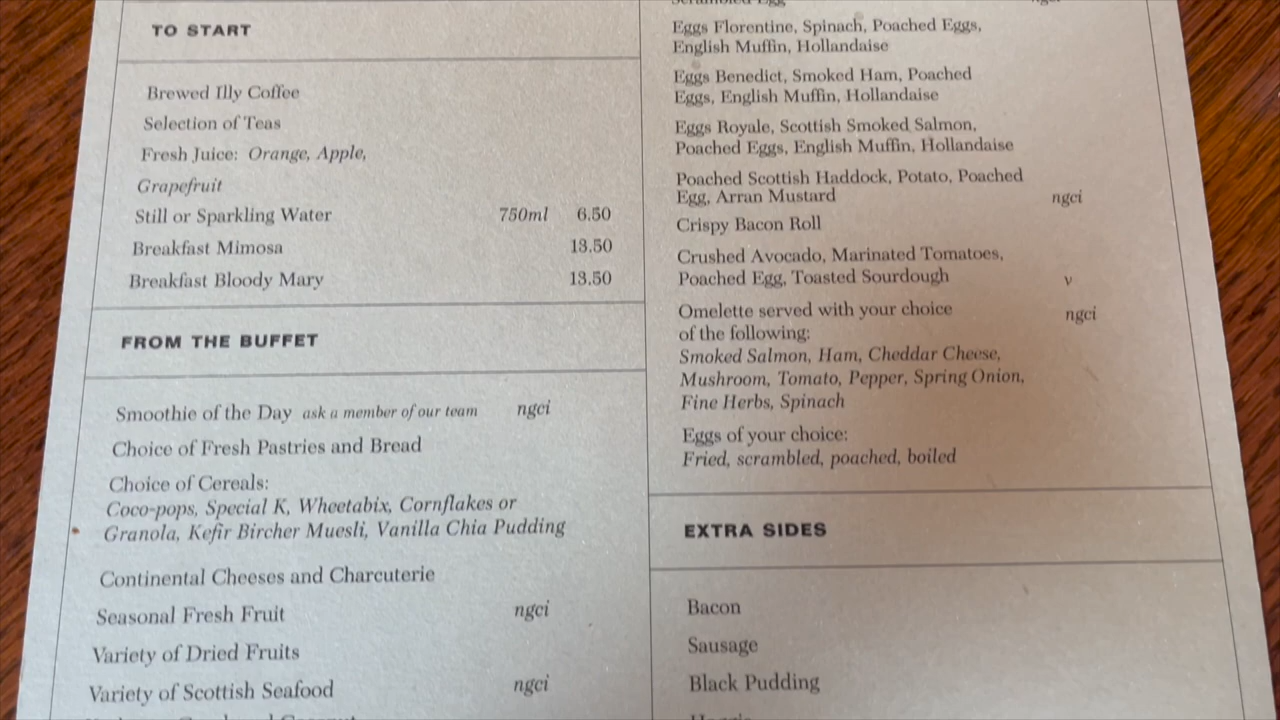 TO START
Brewed Illy Coffee
Selection of Teas
Fresh Juice: Orange, Apple,
Grapefruit
Still or Sparkling Water 750ml 6.50
Breakfast Mimosa 13.50
Breakfast Bloody Mary 13.50
FROM THE BUFFET
Smoothie of the Day ask a member of our team ngci
Choice of Fresh Pastries and Bread
Choice of Cereals:
Coco-pops, Special K, Wheetabix, Cornflakes or
Granola, Kefir Bircher Muesli, Vanilla Chia Pudding
Continental Cheeses and Charcuterie
Seasonal Fresh Fruit ngci
Variety of Dried Fruits
Variety of Scottish Seafood ngci
Scrambled Egg ngci
Eggs Florentine, Spinach, Poached Eggs,
English Muffin, Hollandaise
Eggs Benedict, Smoked Ham, Poached
Eggs, English Muffin, Hollandaise
Eggs Royale, Scottish Smoked Salmon,
Poached Eggs, English Muffin, Hollandaise
Poached Scottish Haddock, Potato, Poached
Egg, Arran Mustard ngci
Crispy Bacon Roll
Crushed Avocado, Marinated Tomatoes,
Poached Egg, Toasted Sourdough v
Omelette served with your choice ngci
of the following:
Smoked Salmon, Ham, Cheddar Cheese,
Mushroom, Tomato, Pepper, Spring Onion,
Fine Herbs, Spinach
Eggs of your choice:
Fried, scrambled, poached, boiled
EXTRA SIDES
Bacon
Sausage
Black Pudding